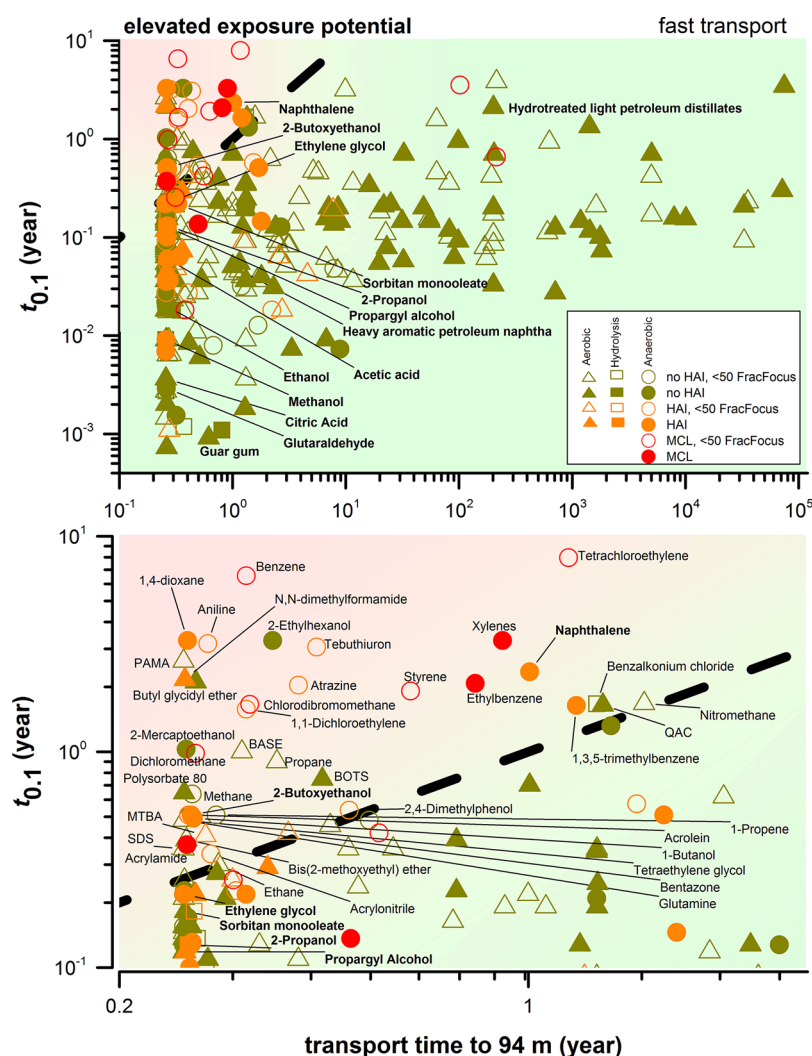 elevated exposure potential fast transport
10^1
10^0
10^-1
10^-2
10^-3
t0.1 (year)
Naphthalene
Hydrotreated light petroleum distillates
2-Butoxyethanol
Ethylene glycol
Sorbitan monooleate
2-Propanol
Propargyl alcohol
Heavy aromatic petroleum naphtha
Acetic acid
Ethanol
Methanol
Citric Acid
Glutaraldehyde
Guar gum
Aerobic
Hydrolysis
Anaerobic
no HAI, <50 FracFocus
no HAI
HAI, <50 FracFocus
HAI
MCL, <50 FracFocus
MCL
10^-1 10^0 10^1 10^2 10^3 10^4 10^5
10^1
10^0
10^-1
t0.1 (year)
Benzene
Tetrachloroethylene
1,4-dioxane
N,N-dimethylformamide
Aniline
2-Ethylhexanol
Tebuthiuron
Xylenes
Naphthalene
PAMA
Butyl glycidyl ether
Atrazine
Styrene
Ethylbenzene
Benzalkonium chloride
Chlorodibromomethane
1,1-Dichloroethylene
QAC
Nitromethane
1,3,5-trimethylbenzene
2-Mercaptoethanol
BASE
Dichloromethane
Propane
Polysorbate 80
BOTS
Methane
2-Butoxyethanol
MTBA
2,4-Dimethylphenol
1-Propene
SDS
Acrolein
Acrylamide
1-Butanol
Bis(2-methoxyethyl) ether
Tetraethylene glycol
Ethane
Bentazone
Acrylonitrile
Glutamine
Ethylene glycol
Sorbitan monooleate
2-Propanol
Propargyl Alcohol
0.2 1
transport time to 94 m (year)